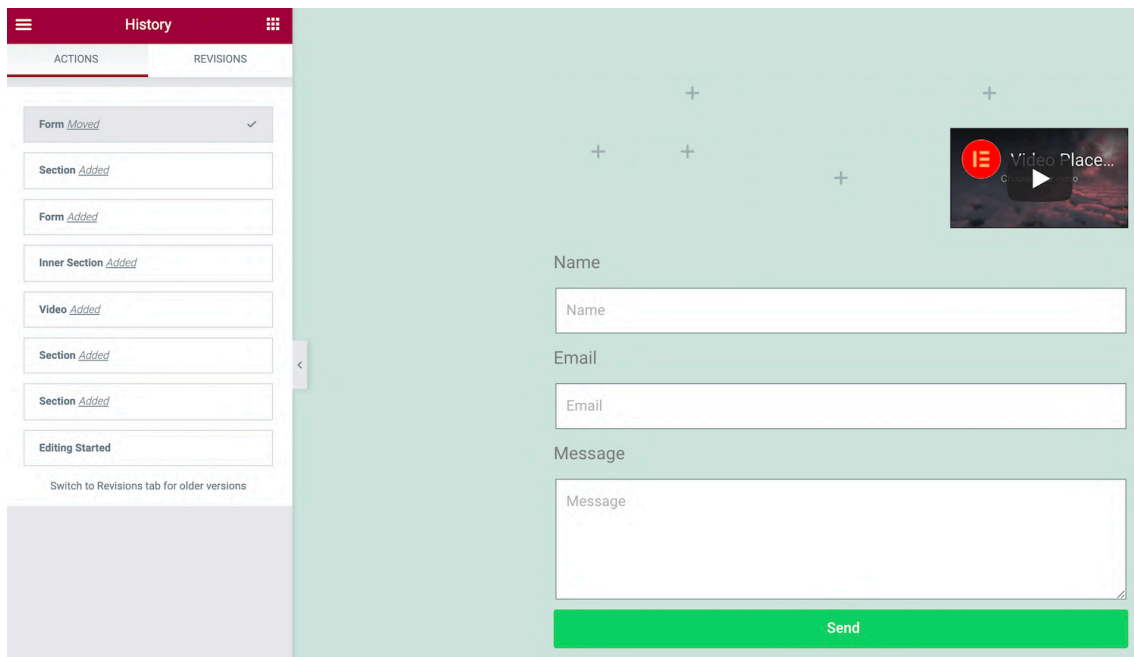 History
ACTIONS REVISIONS
Form Moved
Section Added
Form Added
Inner Section Added
Video Added
Section Added
Section Added
Editing Started
Switch to Revisions tab for older versions
Video Place...
Name
Name
Email
Email
Message
Message
Send